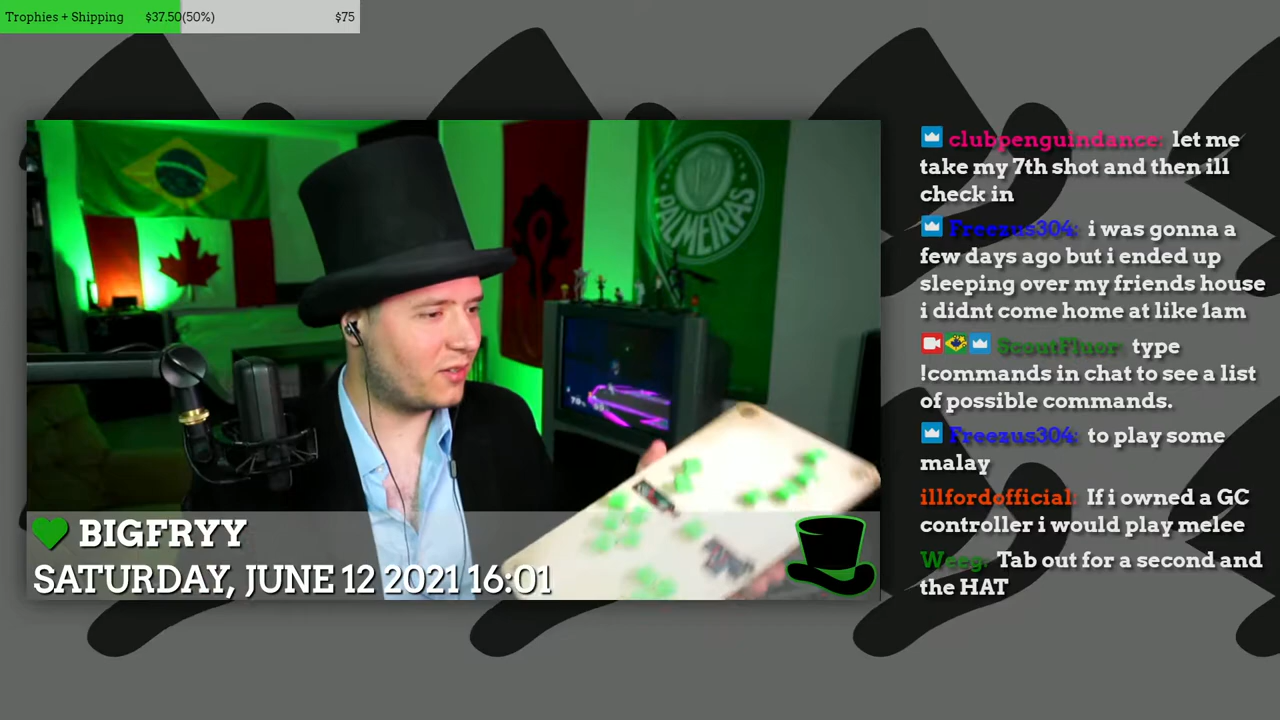 Trophies + Shipping $37.50(50%) $75
PALMEIRAS
BIGFRYY
SATURDAY, JUNE 12 2021 16:01
clubpenguindance: let me
take my 7th shot and then ill
check in
Freezus304: i was gonna a
few days ago but i ended up
sleeping over my friends house
i didnt come home at like 1am
ScoutFluor: type
!commands in chat to see a list
of possible commands.
Freezus304: to play some
malay
illfordofficial: If i owned a GC
controller i would play melee
Weeg: Tab out for a second and
the HAT